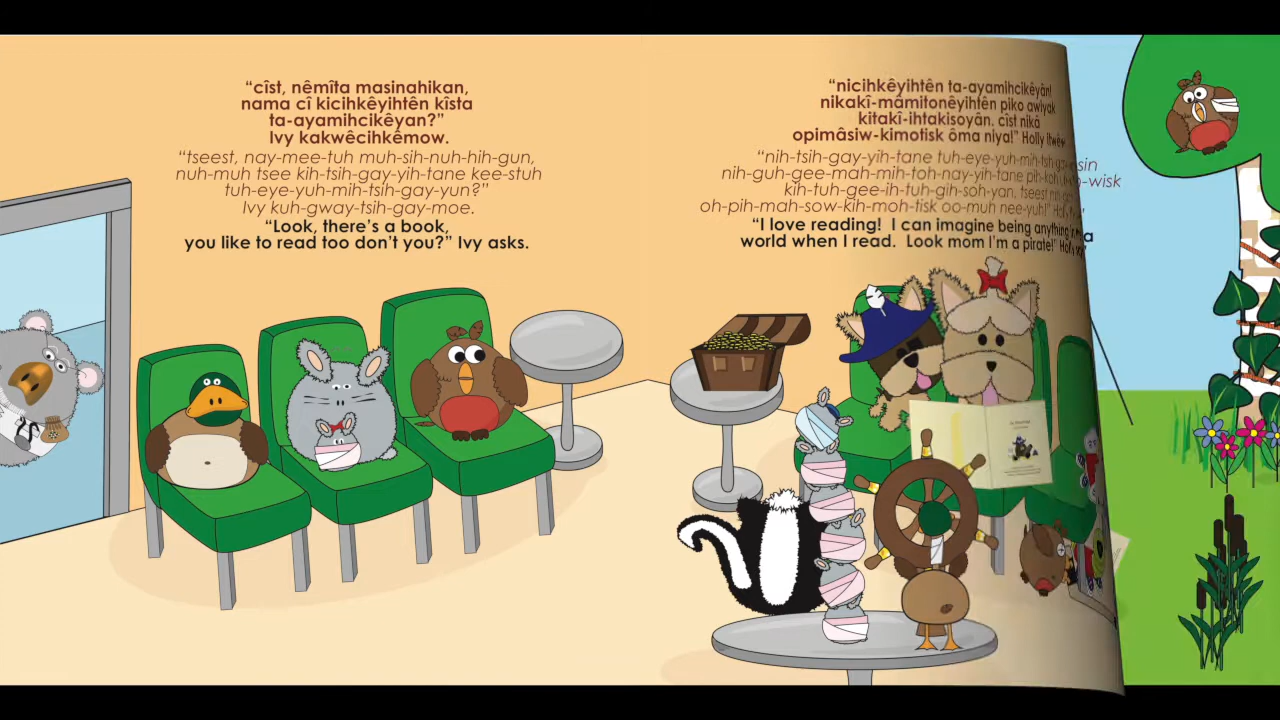 “cîst, nêmîta masinahikan,
nama cî kicihkêyihtên kîsta
ta-ayamihcikêyan?”
Ivy kakwêcihkêmow.
“tseest, nay-mee-tuh muh-sih-nuh-hih-gun,
nuh-muh tsee kih-tsih-gay-yih-tane kee-stuh
tuh-eye-yuh-mih-tsih-gay-yun?”
Ivy kuh-gway-tsih-gay-moe.
“Look, there’s a book,
you like to read too don’t you?” Ivy asks.
“nicihkêyihtên ta-ayamihcikêyân!
nikakî-mâmitonêyihtên piko awiyak
kitakî-ihtakisoyân. cîst nikâ
opimâsiw-kimotisk ôma niya!” Holly itwêw
“nih-tsih-gay-yih-tane
nih-guh-gee-mah-mih-toh-nay-yih-tane
kih-tuh-gee-ih-tuh-gih-soh-yan, tseest
oh-pih-mah-sow-kih-moh-tisk oo-muh nee-yuh!”
“I love reading! I can imagine being anything
world when I read. Look mom I’m a pirate!” Holly